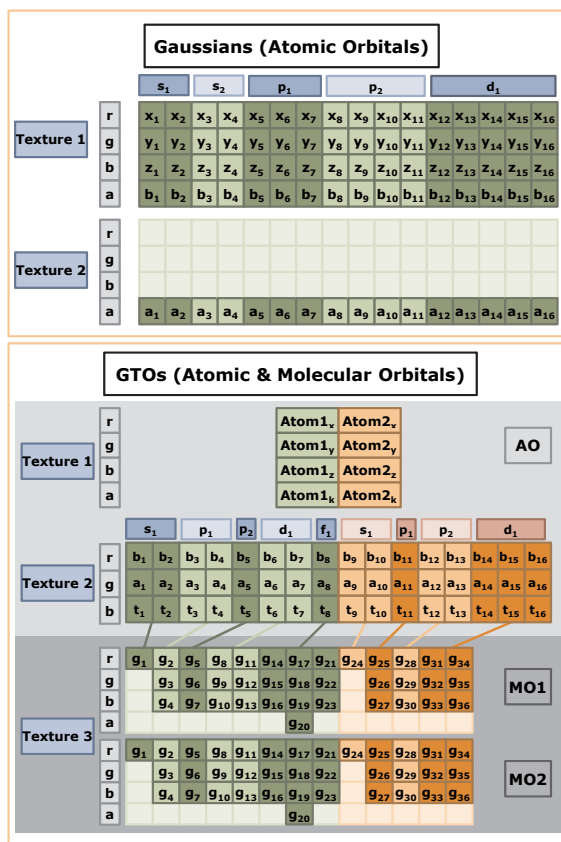 Gaussians (Atomic Orbitals)
s₁ s₂ p₁ p₂ d₁
Texture 1
r x₁ x₂ x₃ x₄ x₅ x₆ x₇ x₈ x₉ x₁₀ x₁₁ x₁₂ x₁₃ x₁₄ x₁₅ x₁₆
g y₁ y₂ y₃ y₄ y₅ y₆ y₇ y₈ y₉ y₁₀ y₁₁ y₁₂ y₁₃ y₁₄ y₁₅ y₁₆
b z₁ z₂ z₃ z₄ z₅ z₆ z₇ z₈ z₉ z₁₀ z₁₁ z₁₂ z₁₃ z₁₄ z₁₅ z₁₆
a b₁ b₂ b₃ b₄ b₅ b₆ b₇ b₈ b₉ b₁₀ b₁₁ b₁₂ b₁₃ b₁₄ b₁₅ b₁₆
Texture 2
r
g
b
a a₁ a₂ a₃ a₄ a₅ a₆ a₇ a₈ a₉ a₁₀ a₁₁ a₁₂ a₁₃ a₁₄ a₁₅ a₁₆
GTOs (Atomic & Molecular Orbitals)
Texture 1
r Atom1ₓ Atom2ₓ
g Atom1ᵧ Atom2ᵧ
b Atom1z Atom2z
a Atom1ₖ Atom2ₖ
AO
s₁ p₁ p₂ d₁ f₁ s₁ p₁ p₂ d₁
Texture 2
r b₁ b₂ b₃ b₄ b₅ b₆ b₇ b₈ b₉ b₁₀ b₁₁ b₁₂ b₁₃ b₁₄ b₁₅ b₁₆
g a₁ a₂ a₃ a₄ a₅ a₆ a₇ a₈ a₉ a₁₀ a₁₁ a₁₂ a₁₃ a₁₄ a₁₅ a₁₆
b t₁ t₂ t₃ t₄ t₅ t₆ t₇ t₈ t₉ t₁₀ t₁₁ t₁₂ t₁₃ t₁₄ t₁₅ t₁₆
Texture 3
r g₁ g₂ g₅ g₈ g₁₁ g₁₄ g₁₇ g₂₁ g₂₄ g₂₅ g₂₈ g₃₁ g₃₄
g g₃ g₆ g₉ g₁₂ g₁₅ g₁₈ g₂₂ g₂₆ g₂₉ g₃₂ g₃₅
b g₄ g₇ g₁₀ g₁₃ g₁₆ g₁₉ g₂₃ g₂₇ g₃₀ g₃₃ g₃₆
a g₂₀
MO1
r g₁ g₂ g₅ g₈ g₁₁ g₁₄ g₁₇ g₂₁ g₂₄ g₂₅ g₂₈ g₃₁ g₃₄
g g₃ g₆ g₉ g₁₂ g₁₅ g₁₈ g₂₂ g₂₆ g₂₉ g₃₂ g₃₅
b g₄ g₇ g₁₀ g₁₃ g₁₆ g₁₉ g₂₃ g₂₇ g₃₀ g₃₃ g₃₆
a g₂₀
MO2